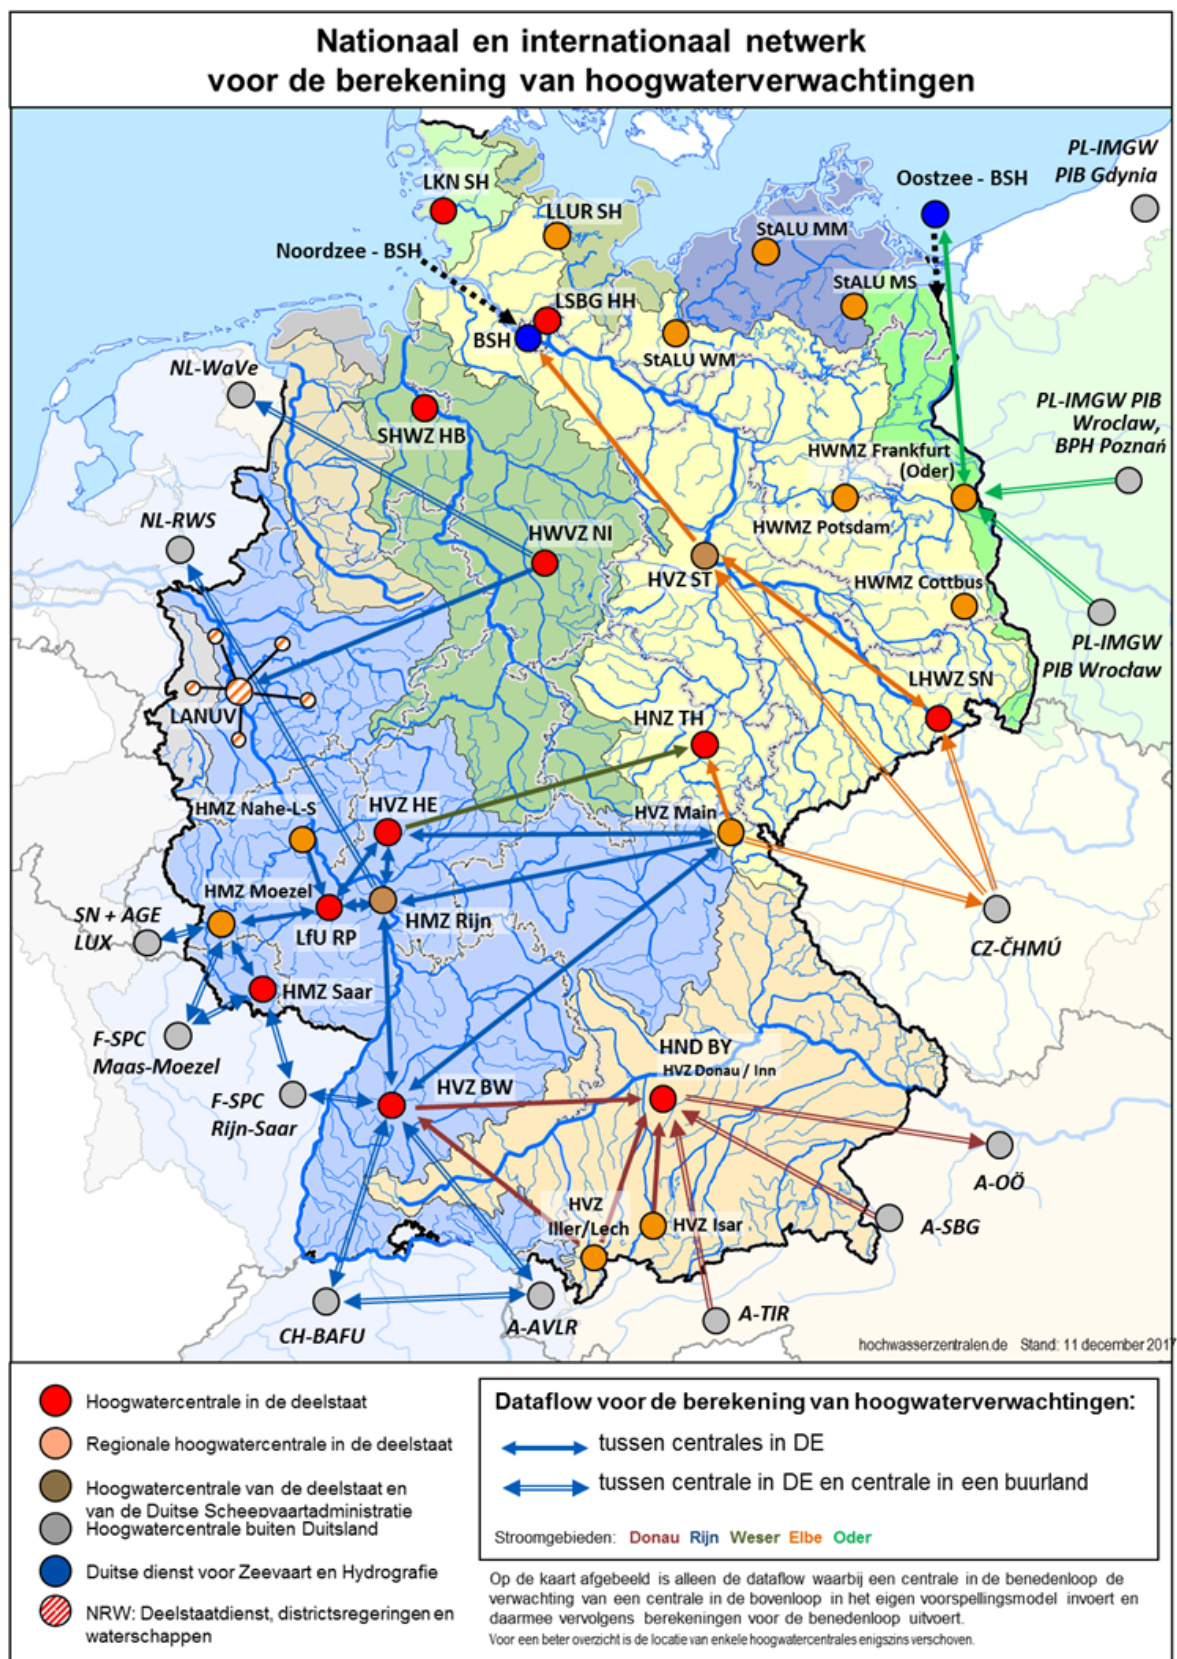 Nationaal en internationaal netwerk
voor de berekening van hoogwaterverwachtingen
PL-IMGW
PIB Gdynia
LKN SH
Oostzee - BSH
LLUR SH
StALU MM
Noordzee - BSH
StALU MS
LSBG HH
BSH
StALU WM
NL-WaVe
PL-IMGW PIB
Wroclaw,
BPH Poznań
SHWZ HB
HWMZ Frankfurt
(Oder)
NL-RWS
HWVZ NI
HWMZ Potsdam
HVZ ST
HWMZ Cottbus
PL-IMGW
PIB Wrocław
LHWZ SN
LANUV
HNZ TH
HMZ Nahe-L-S
HVZ HE
HVZ Main
HMZ Moezel
SN + AGE
LUX
LfU RP
HMZ Rijn
CZ-ČHMÚ
HMZ Saar
F-SPC
Maas-Moezel
HND BY
HVZ Donau / Inn
HVZ BW
F-SPC
Rijn-Saar
A-OÖ
HVZ
Iller/Lech
HVZ Isar
A-SBG
A-TIR
CH-BAFU
A-AVLR
hochwasserzentralen.de Stand: 11 december 2017
Hoogwatercentrale in de deelstaat
Regionale hoogwatercentrale in de deelstaat
Hoogwatercentrale van de deelstaat en
van de Duitse Scheepvaartadministratie
Hoogwatercentrale buiten Duitsland
Duitse dienst voor Zeevaart en Hydrografie
NRW: Deelstaatdienst, districtsregeringen en
waterschappen
Dataflow voor de berekening van hoogwaterverwachtingen:
tussen centrales in DE
tussen centrale in DE en centrale in een buurland
Stroomgebieden: Donau Rijn Weser Elbe Oder
Op de kaart afgebeeld is alleen de dataflow waarbij een centrale in de benedenloop de
verwachting van een centrale in de bovenloop in het eigen voorspellingsmodel invoert en
daarmee vervolgens berekeningen voor de benedenloop uitvoert.
Voor een beter overzicht is de locatie van enkele hoogwatercentrales enigszins verschoven.